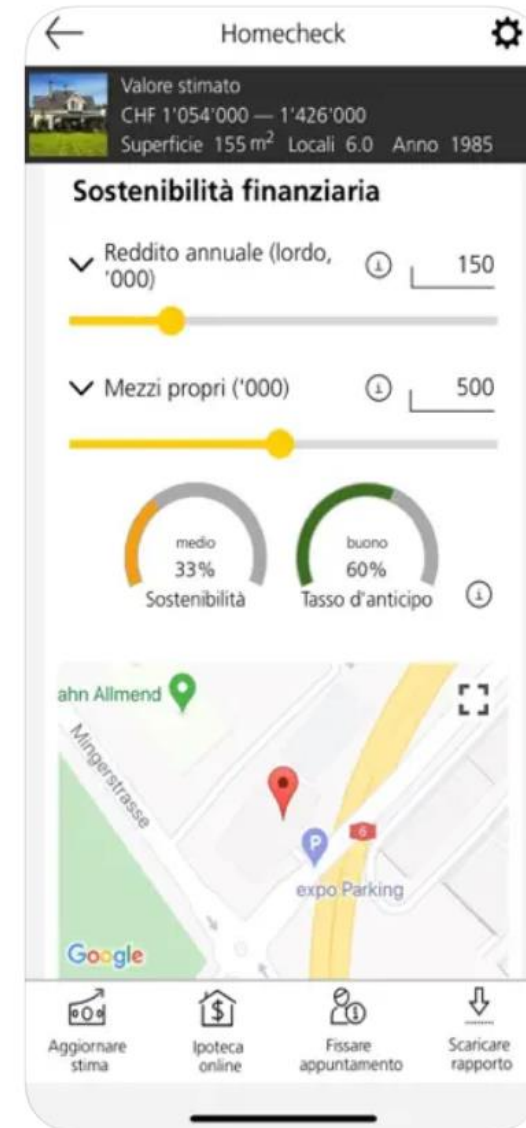 Homecheck
Valore stimato
CHF 1'054'000 — 1'426'000
Superficie 155 m² Locali 6.0 Anno 1985
Sostenibilità finanziaria
Reddito annuale (lordo, '000)
150
Mezzi propri ('000)
500
medio
33%
Sostenibilità
buono
60%
Tasso d'anticipo
ahn Allmend
Mingerstrasse
P
6
expo Parking
Google
Aggiornare stima
Ipoteca online
Fissare appuntamento
Scaricare rapporto